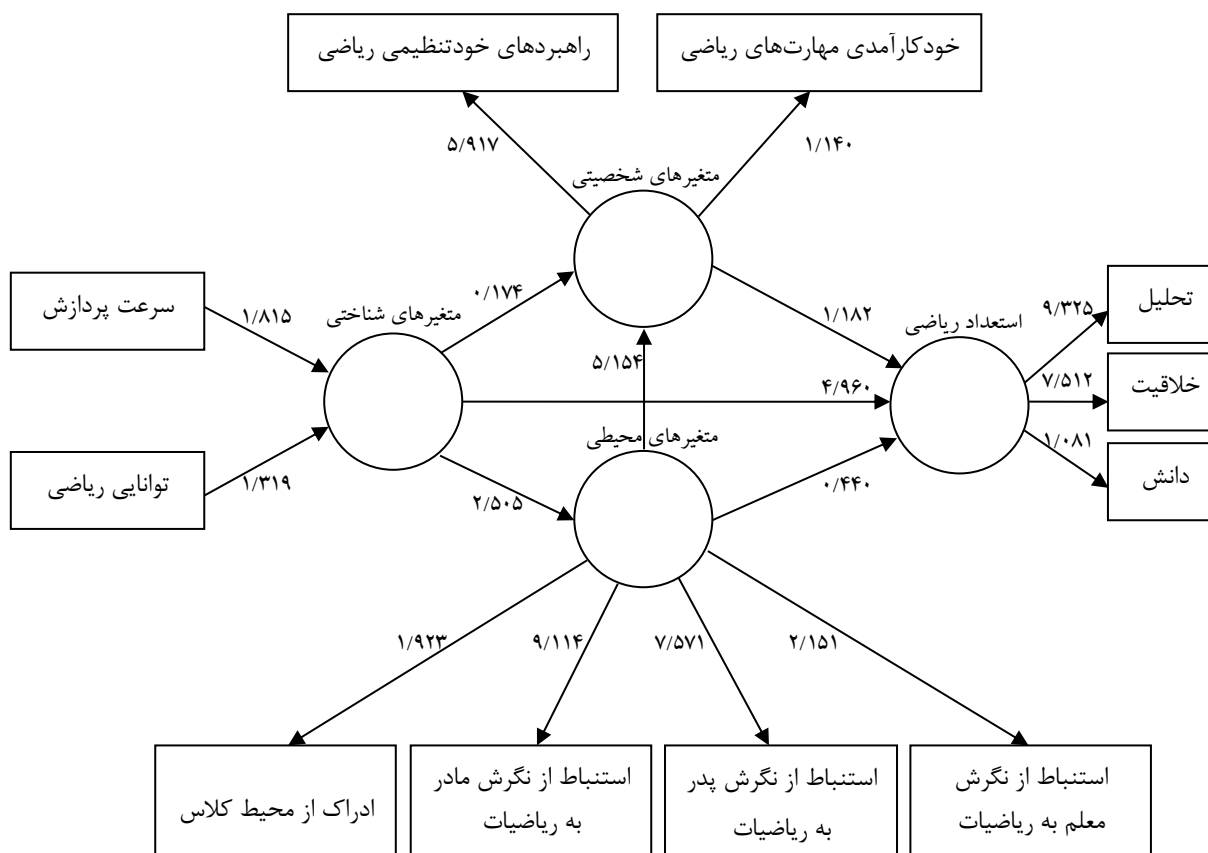 راهبردهای خودتنظیمی ریاضی
خودکارآمدی مهارت‌های ریاضی
۵/۹۱۷
۱/۱۴۰
متغیرهای شخصیتی
سرعت پردازش
۱/۸۱۵
متغیرهای شناختی
۰/۱۷۴
۵/۱۵۴
۱/۱۸۲
استعداد ریاضی
۹/۳۲۵
تحلیل
۷/۵۱۲
خلاقیت
۴/۹۶۰
۱/۰۸۱
دانش
متغیرهای محیطی
توانایی ریاضی
۱/۳۱۹
۲/۵۰۵
۰/۴۴۰
۱/۹۲۳
۹/۱۱۴
۷/۵۷۱
۲/۱۵۱
ادراک از محیط کلاس
استنباط از نگرش مادر
به ریاضیات
استنباط از نگرش پدر
به ریاضیات
استنباط از نگرش
معلم به ریاضیات